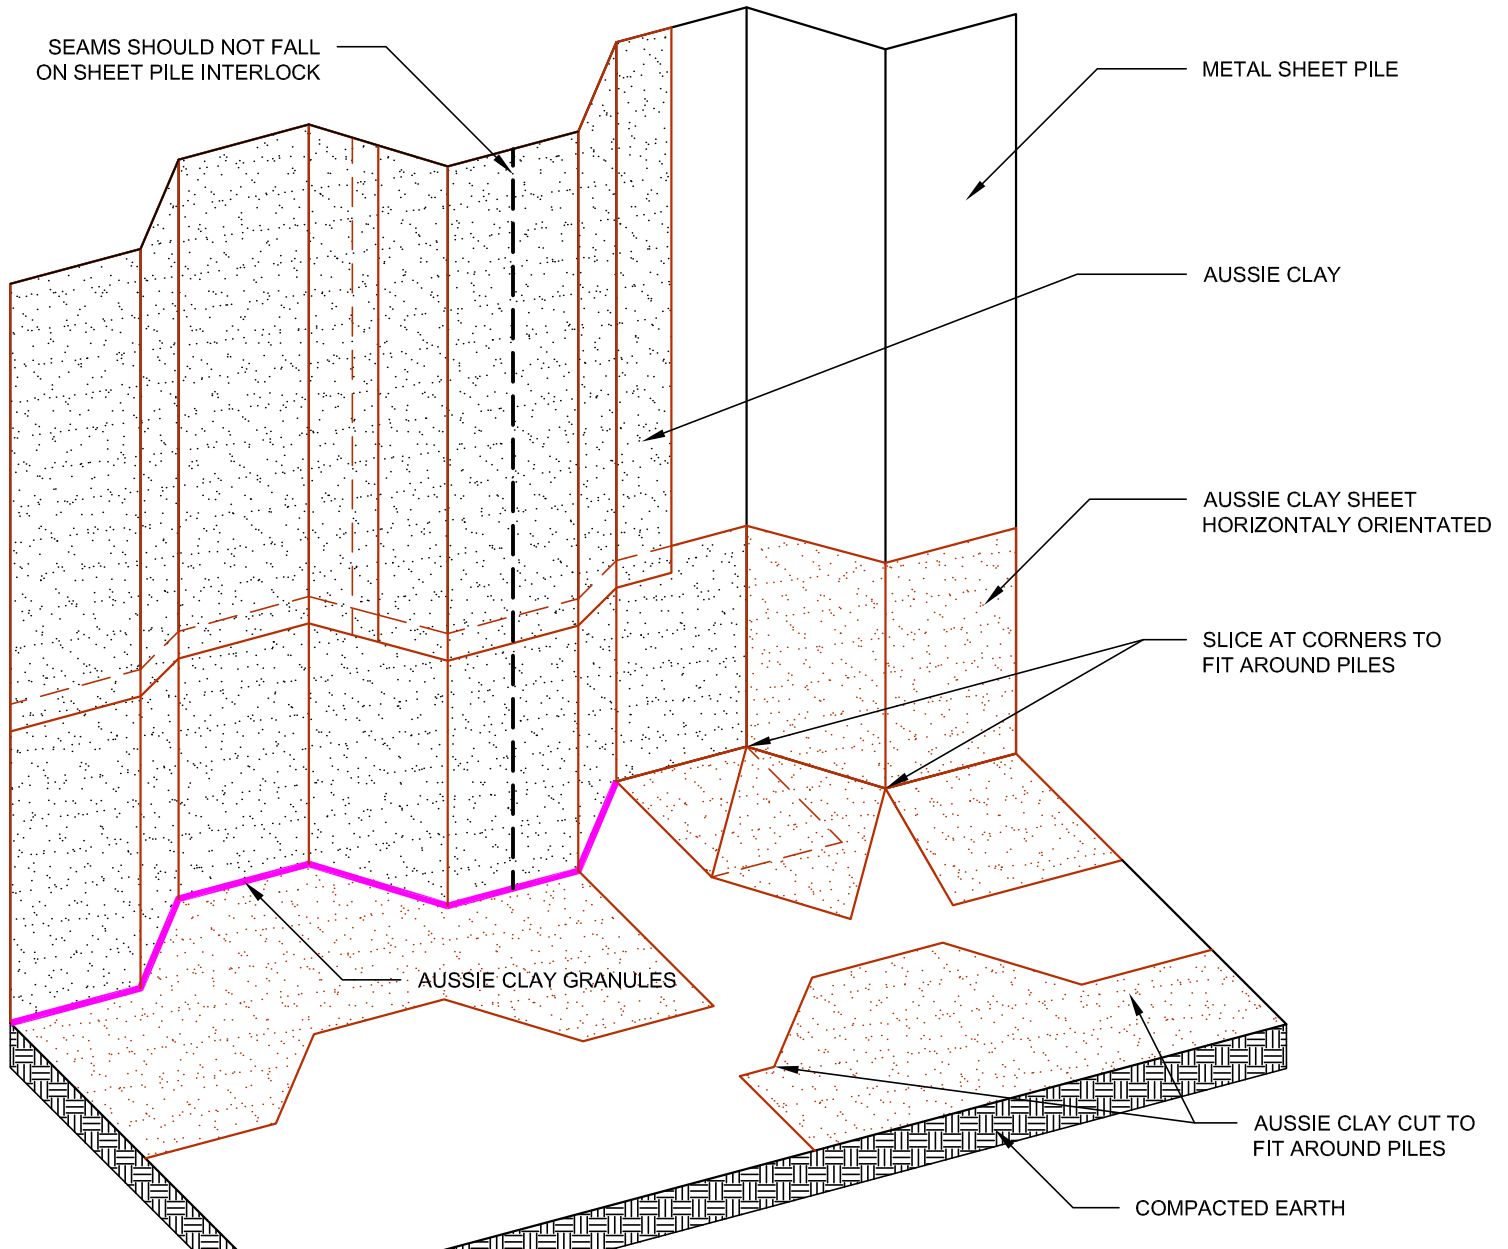 SEAMS SHOULD NOT FALL
ON SHEET PILE INTERLOCK
METAL SHEET PILE
AUSSIE CLAY
AUSSIE CLAY SHEET
HORIZONTALY ORIENTATED
SLICE AT CORNERS TO
FIT AROUND PILES
AUSSIE CLAY GRANULES
AUSSIE CLAY CUT TO
FIT AROUND PILES
COMPACTED EARTH